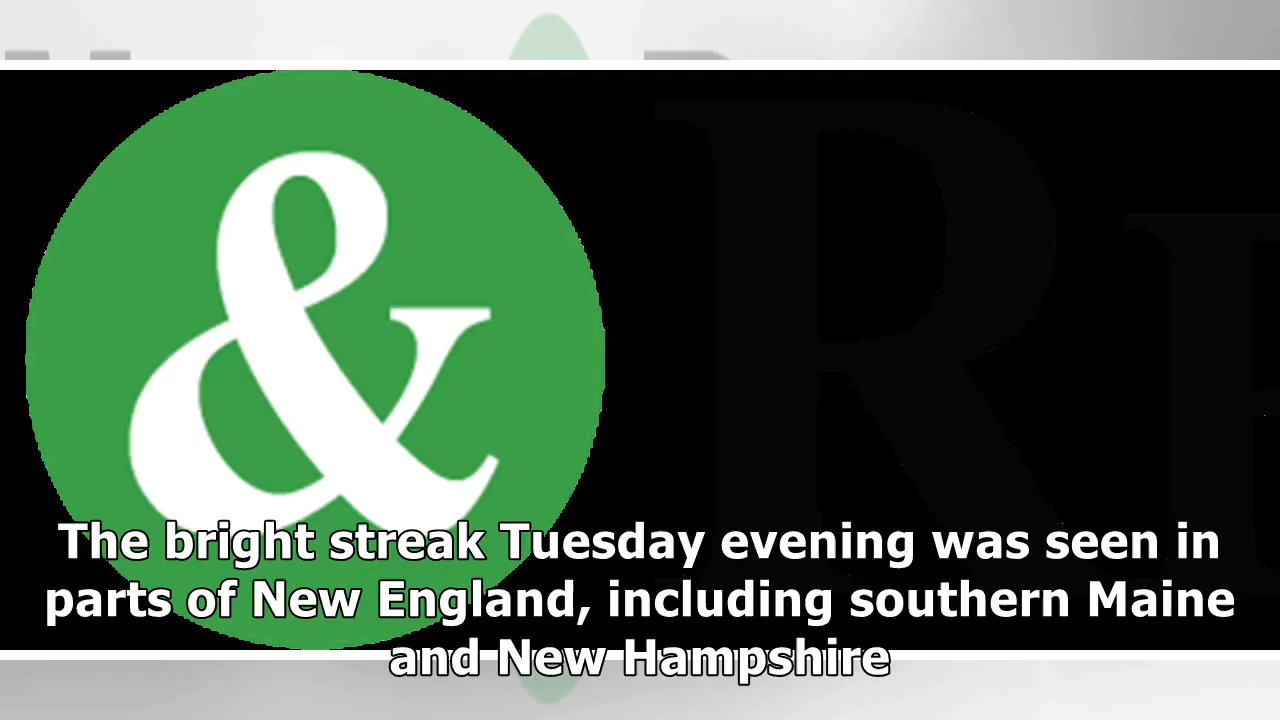 &
R
The bright streak Tuesday evening was seen in
parts of New England, including southern Maine
and New Hampshire